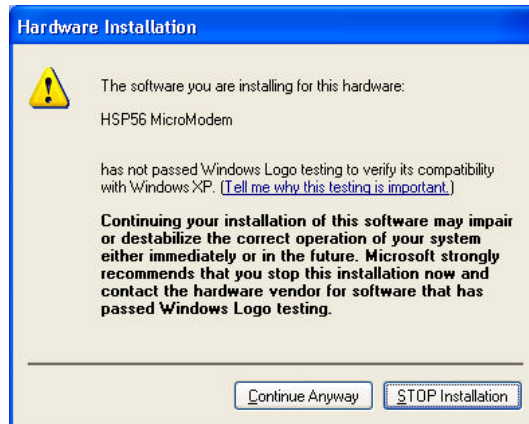 Hardware Installation
The software you are installing for this hardware:
HSP56 MicroModem
has not passed Windows Logo testing to verify its compatibility
with Windows XP. (Tell me why this testing is important.)
Continuing your installation of this software may impair
or destabilize the correct operation of your system
either immediately or in the future. Microsoft strongly
recommends that you stop this installation now and
contact the hardware vendor for software that has
passed Windows Logo testing.
Continue Anyway
STOP Installation